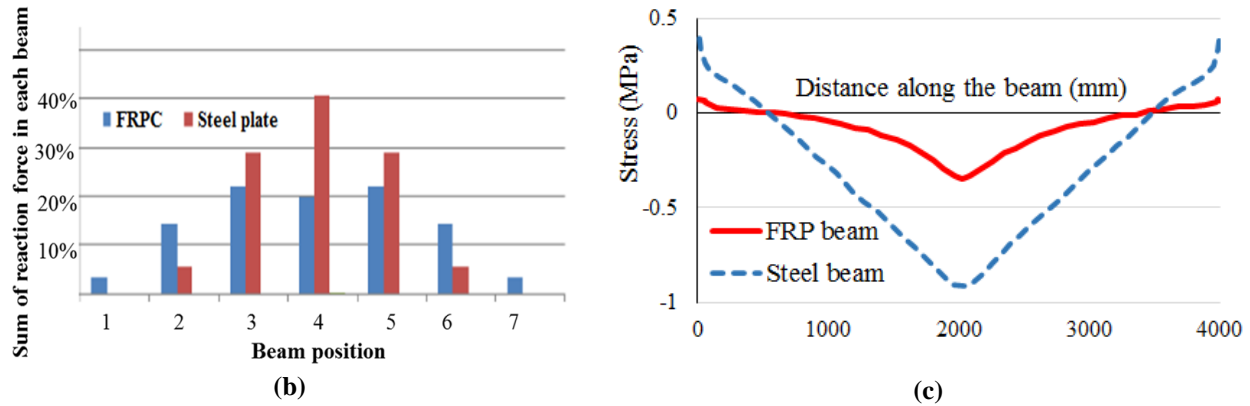 Sum of reaction force in each beam
40%
30%
20%
10%
FRPC
Steel plate
1 2 3 4 5 6 7
Beam position
(b)
Stress (MPa)
0.5
0
-0.5
-1
Distance along the beam (mm)
FRP beam
Steel beam
0 1000 2000 3000 4000
(c)